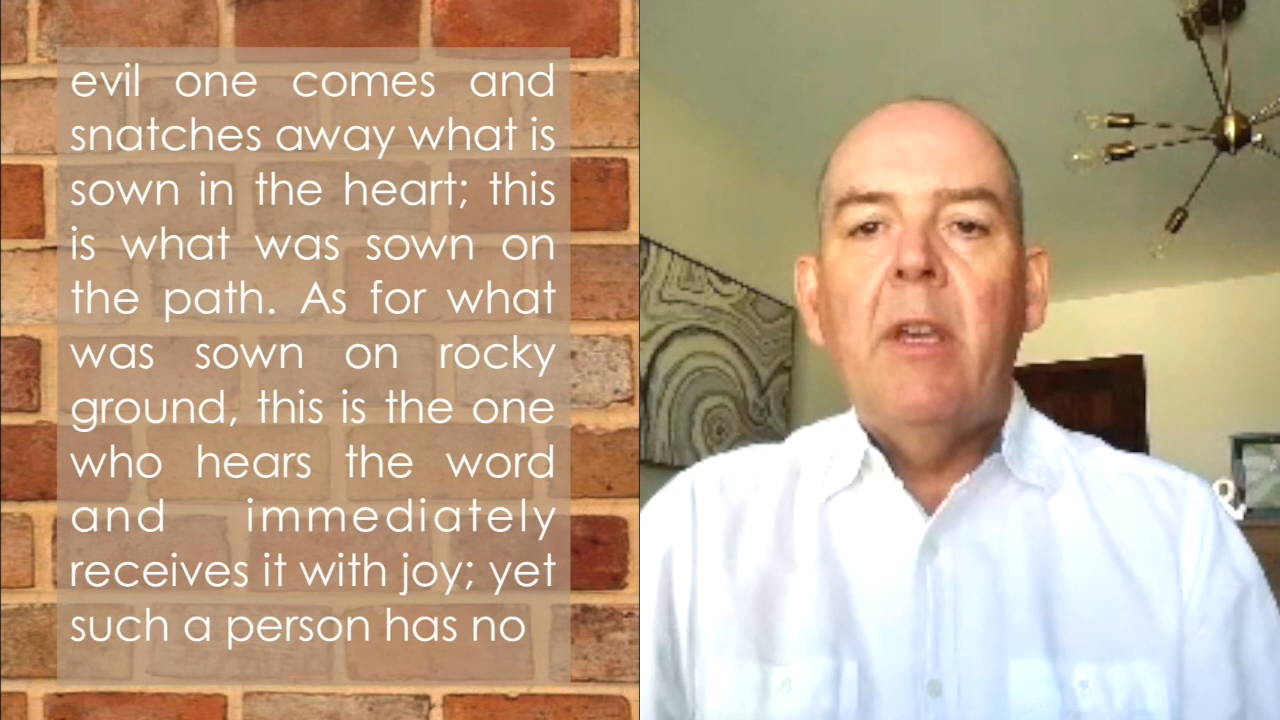 evil one comes and
snatches away what is
sown in the heart; this
is what was sown on
the path. As for what
was sown on rocky
ground, this is the one
who hears the word
and immediately
receives it with joy; yet
such a person has no